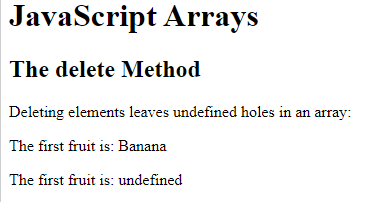 JavaScript Arrays
The delete Method
Deleting elements leaves undefined holes in an array:
The first fruit is: Banana
The first fruit is: undefined